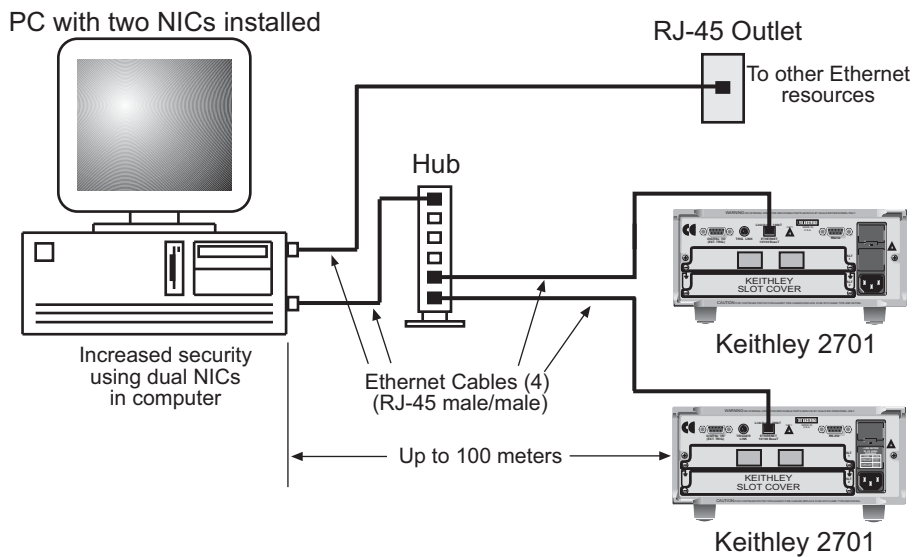 PC with two NICs installed
RJ-45 Outlet
To other Ethernet
resources
Hub
KEITHLEY
SLOT COVER
Keithley 2701
Increased security
using dual NICs
in computer
Ethernet Cables (4)
(RJ-45 male/male)
Up to 100 meters
KEITHLEY
SLOT COVER
Keithley 2701